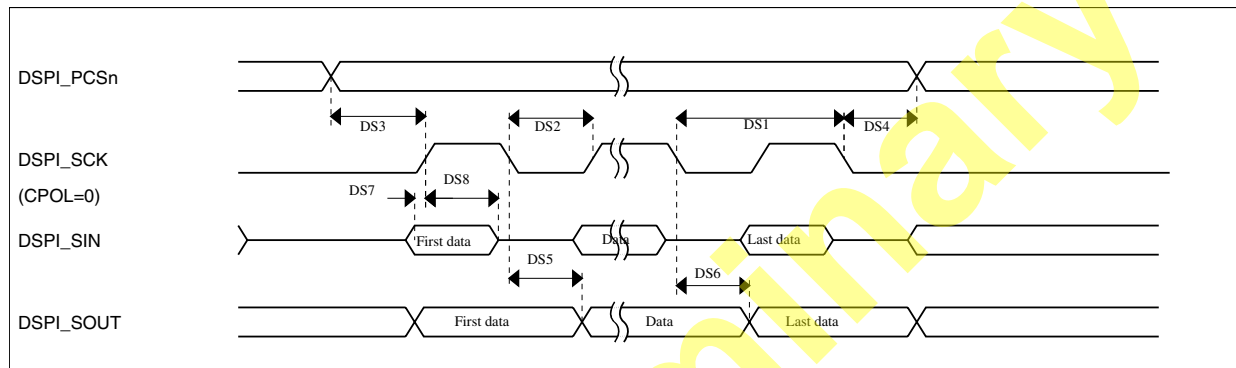 DSPI_PCSn
DS3
DS2
DS1
DS4
DSPI_SCK
(CPOL=0)
DS7
DS8
DSPI_SIN
First data
Data
Last data
DS5
DS6
DSPI_SOUT
First data
Data
Last data
minary